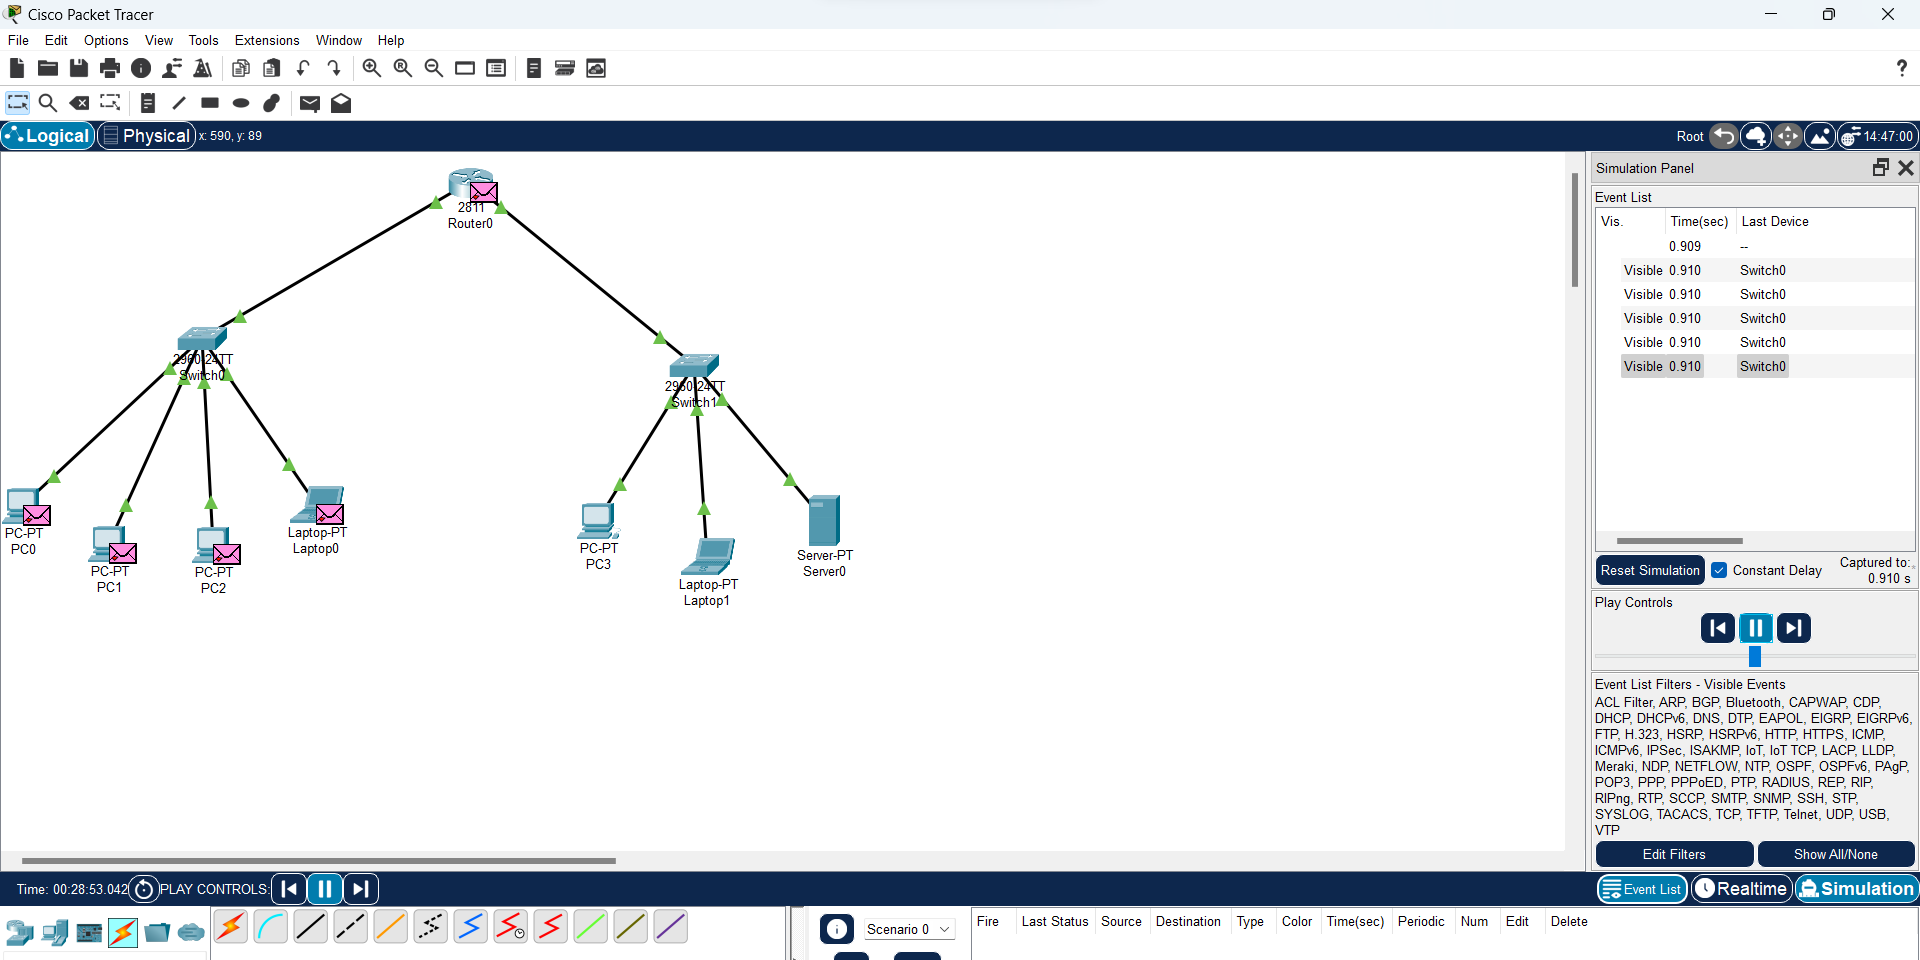 Cisco Packet Tracer
File Edit Options View Tools Extensions Window Help
?
Logical Physical x: 590, y: 89 Root 14:47:00
Simulation Panel
Event List
Vis. Time(sec) Last Device
0.909 --
Visible 0.910 Switch0
Visible 0.910 Switch0
Visible 0.910 Switch0
Visible 0.910 Switch0
Visible 0.910 Switch0
Reset Simulation Constant Delay Captured to:
0.910 s
Play Controls
Event List Filters - Visible Events
ACL Filter, ARP, BGP, Bluetooth, CAPWAP, CDP,
DHCP, DHCPv6, DNS, DTP, EAPOL, EIGRP, EIGRPv6,
FTP, H.323, HSRP, HSRPv6, HTTP, HTTPS, ICMP,
ICMPv6, IPSec, ISAKMP, IoT, IoT TCP, LACP, LLDP,
Meraki, NDP, NETFLOW, NTP, OSPF, OSPFv6, PAgP,
POP3, PPP, PPPoED, PTP, RADIUS, REP, RIP,
RIPng, RTP, SCCP, SMTP, SNMP, SSH, STP,
SYSLOG, TACACS, TCP, TFTP, Telnet, UDP, USB,
VTP
Edit Filters Show All/None
2811
Router0
2960-24TT
Switch0
2960-24TT
Switch1
PC-PT
PC0
PC-PT
PC1
PC-PT
PC2
Laptop-PT
Laptop0
PC-PT
PC3
Laptop-PT
Laptop1
Server-PT
Server0
Time: 00:28:53.042 PLAY CONTROLS: Event List Realtime Simulation
Scenario 0
Fire Last Status Source Destination Type Color Time(sec) Periodic Num Edit Delete